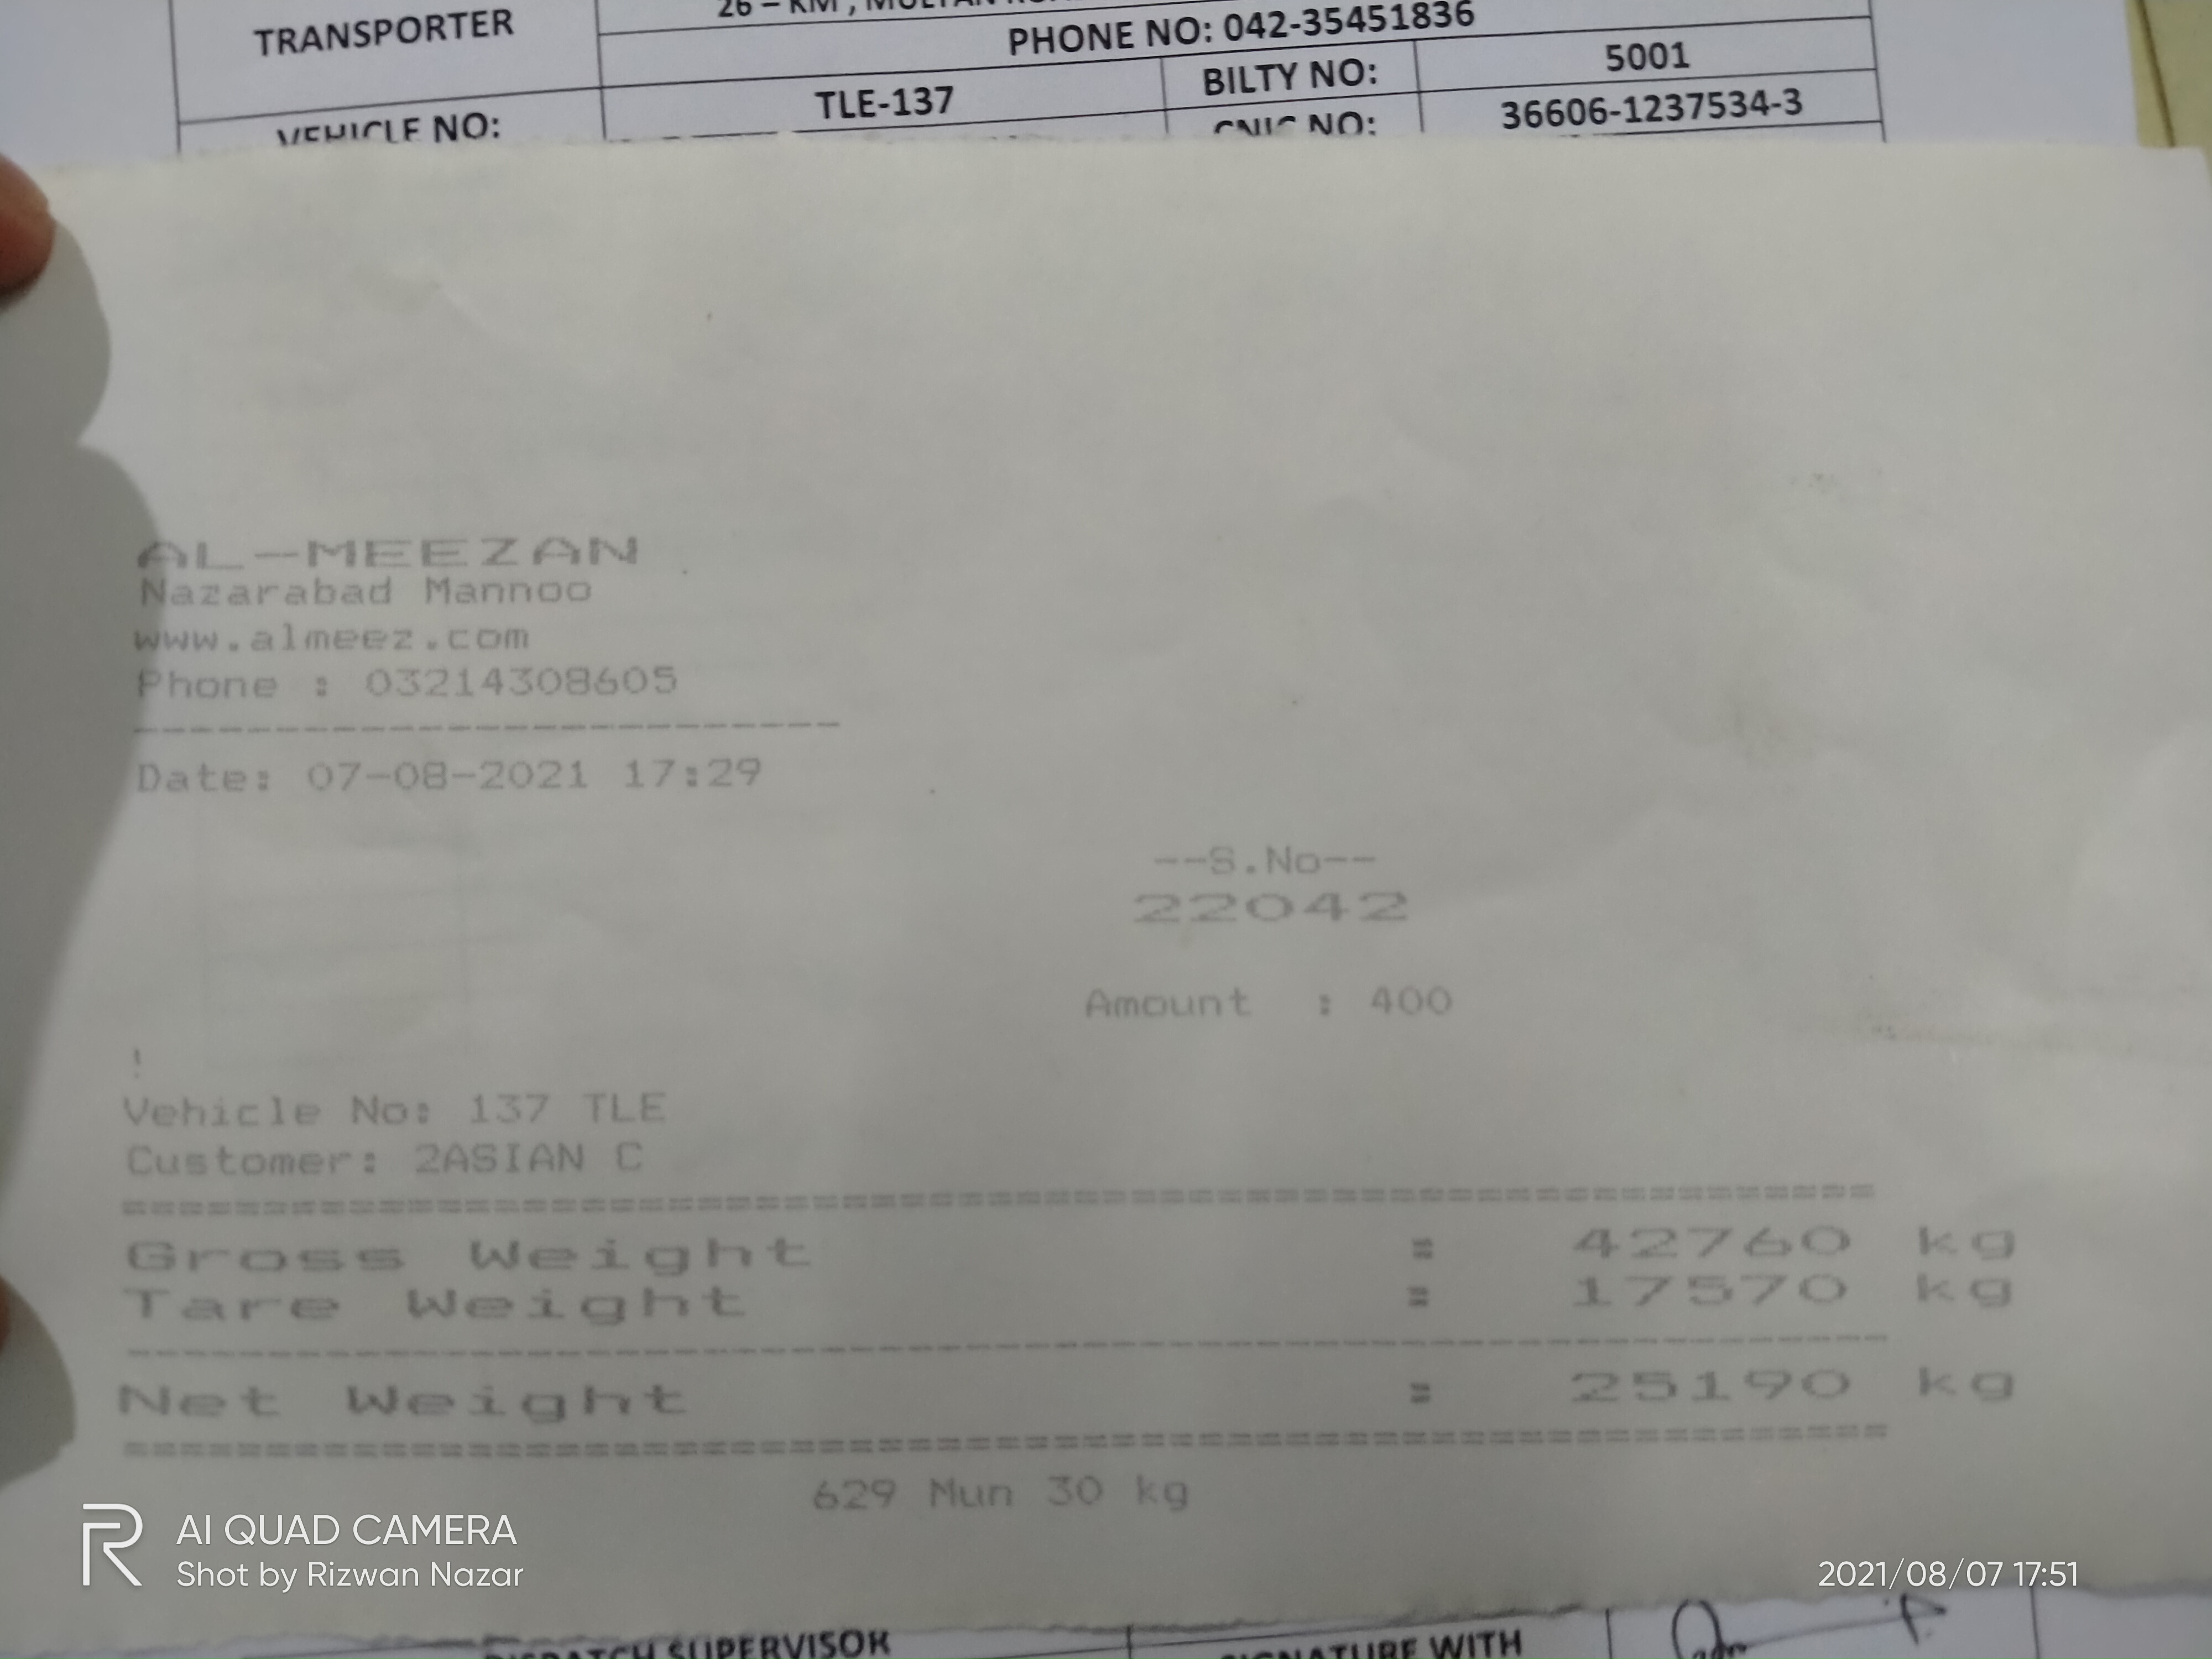 26 – KM , MULTAN
TRANSPORTER
PHONE NO: 042-35451836
VEHICLE NO: TLE-137 BILTY NO: 5001
CNIC NO: 36606-1237534-3
AL-MEEZAN
Nazarabad Mannoo
www.almeez.com
Phone : 03214308605
---------------------------
Date: 07-08-2021 17:29
--S.No--
22042
Amount : 400
!
Vehicle No: 137 TLE
Customer: 2ASIAN C
Gross Weight = 42760 kg
Tare Weight = 17570 kg
Net Weight = 25190 kg
629 Mun 30 kg
R AI QUAD CAMERA
Shot by Rizwan Nazar
2021/08/07 17:51
DISPATCH SUPERVISOR SIGNATURE WITH